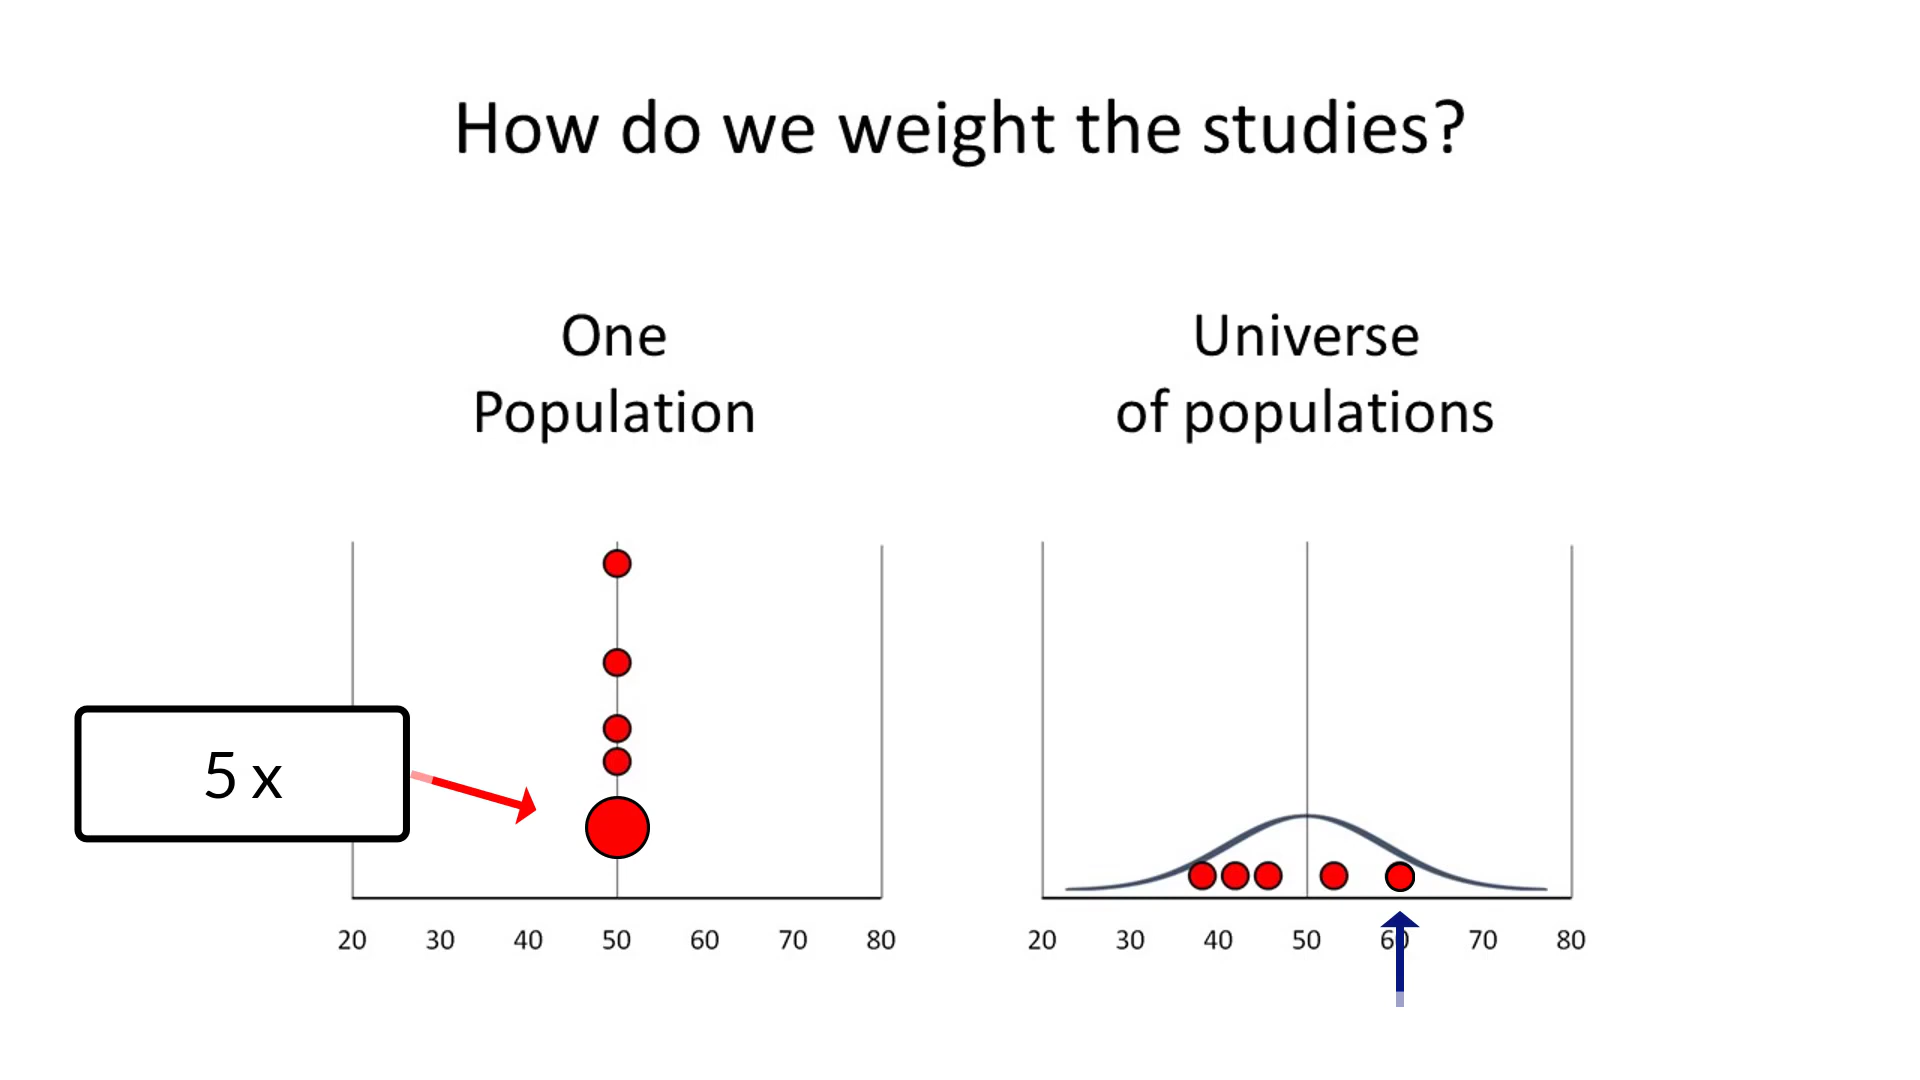 How do we weight the studies?
One
Population
Universe
of populations
5 x
20 30 40 50 60 70 80
20 30 40 50 60 70 80